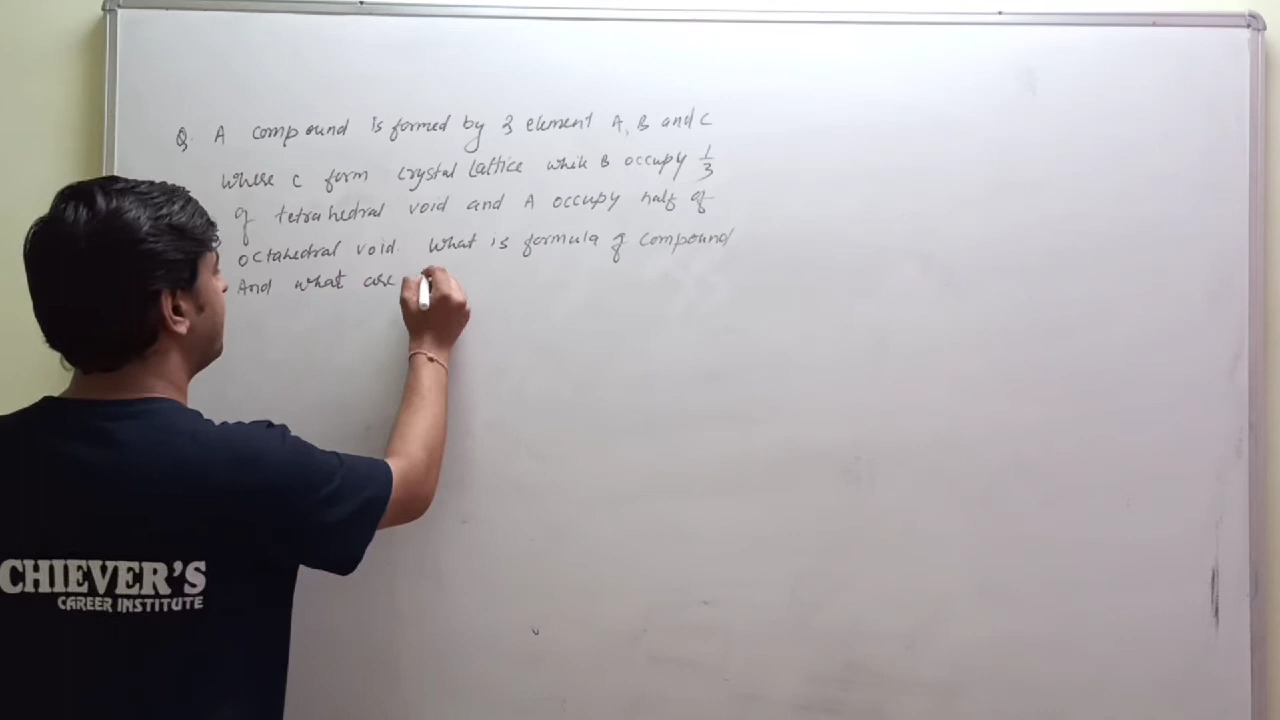 Q. A compound is formed by 3 element A, B and C
where C form crystal lattice while B occupy 1/3
of tetrahedral void and A occupy half of
octahedral void. What is formula of compound
And what are
CHIEVER'S
CAREER INSTITUTE